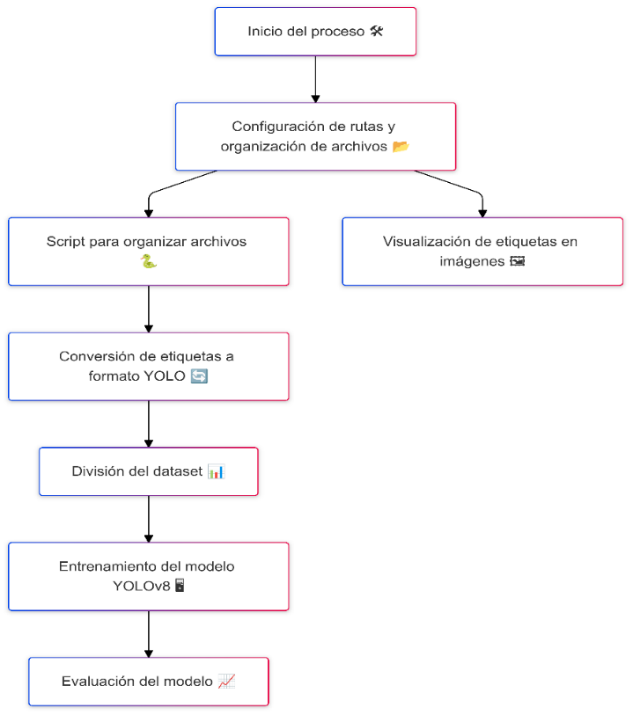 Inicio del proceso 🛠
Configuración de rutas y
organización de archivos 📂
Script para organizar archivos
🐍
Visualización de etiquetas en
imágenes 🖼
Conversión de etiquetas a
formato YOLO 🔄
División del dataset 📊
Entrenamiento del modelo
YOLOv8 🖥
Evaluación del modelo 📈